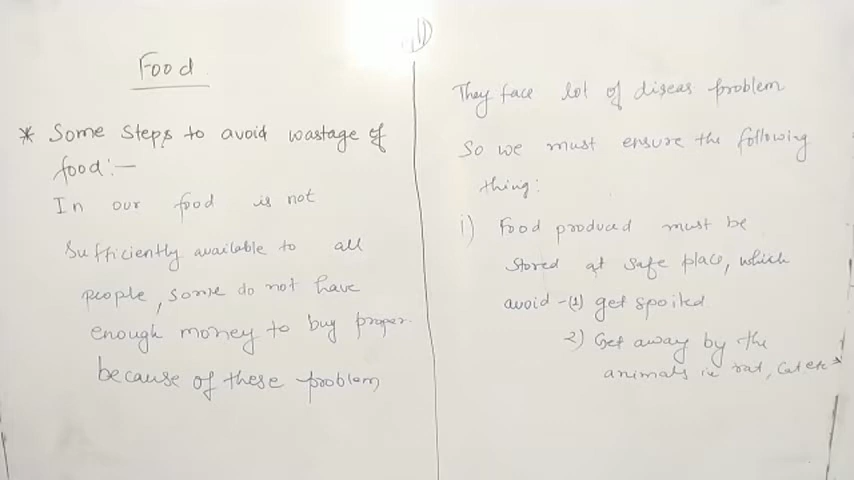 Food
* Some Steps to avoid wastage of
food:-
In our food is not
Sufficiently available to all
people, some do not have
enough money to buy proper
because of these problem
They face lot of diseas problem
So we must ensure the following
thing:
i) Food produced must be
stored at safe place, which
avoid - (1) get spoiled
2) Get away by the
animals ie rat, Cat etc